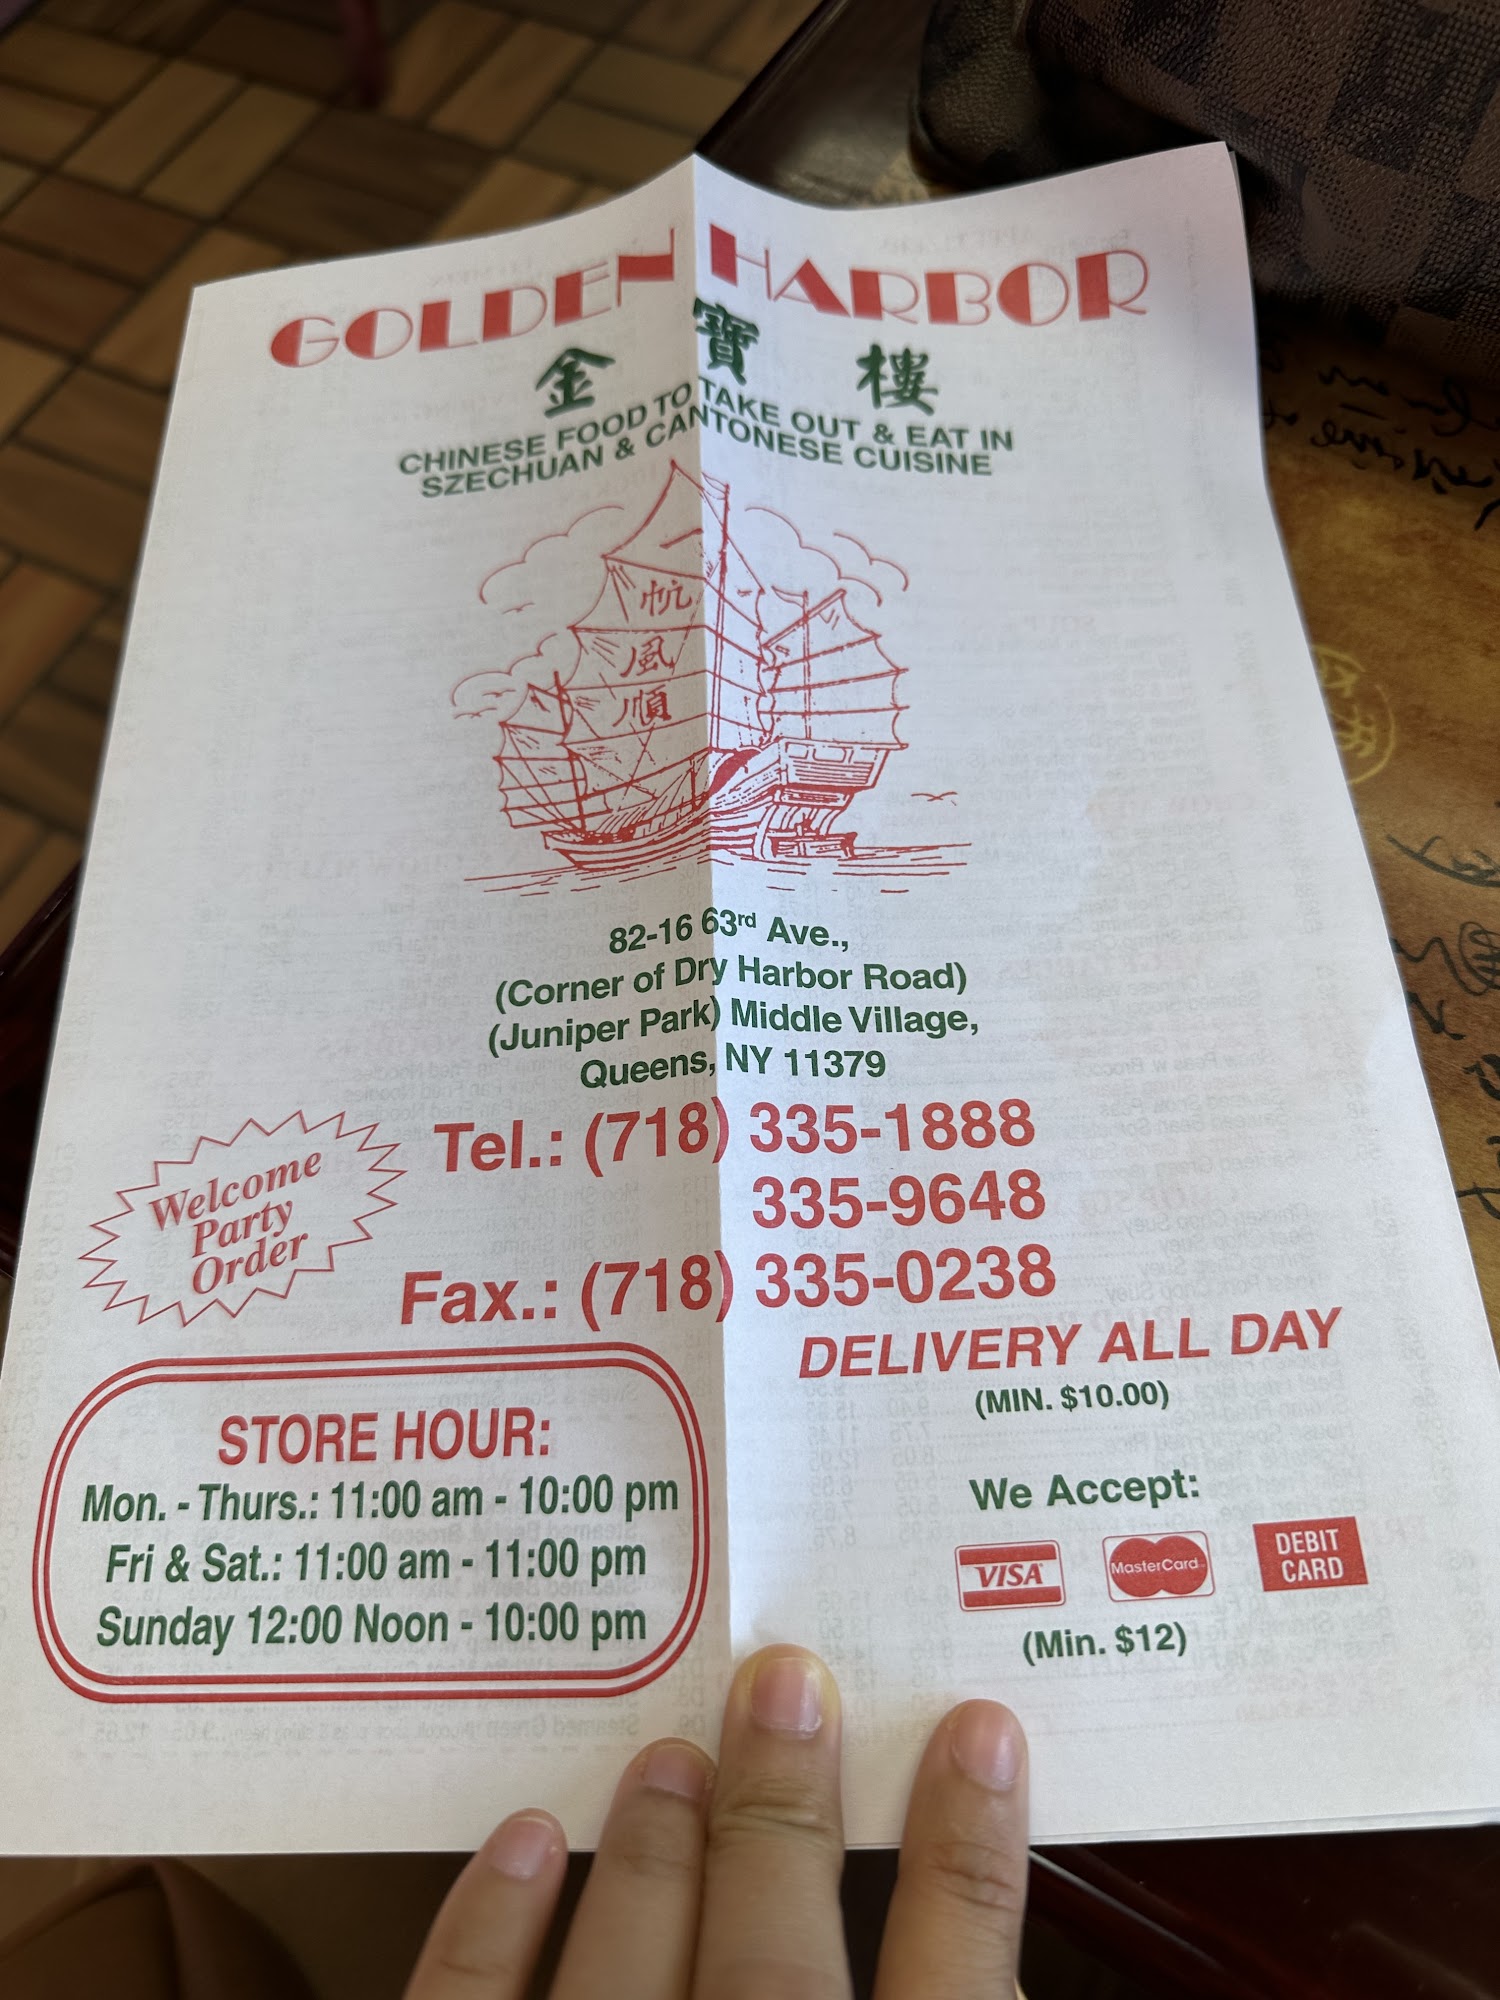 GOLDEN HARBOR
金寶樓
CHINESE FOOD TO TAKE OUT & EAT IN
SZECHUAN & CANTONESE CUISINE
一
帆
風
順
82-16 63rd Ave.,
(Corner of Dry Harbor Road)
(Juniper Park) Middle Village,
Queens, NY 11379
Tel.: (718) 335-1888
335-9648
Fax.: (718) 335-0238
Welcome
Party
Order
DELIVERY ALL DAY
(MIN. $10.00)
STORE HOUR:
Mon. - Thurs.: 11:00 am - 10:00 pm
Fri & Sat.: 11:00 am - 11:00 pm
Sunday 12:00 Noon - 10:00 pm
We Accept:
VISA
MasterCard
DEBIT
CARD
(Min. $12)